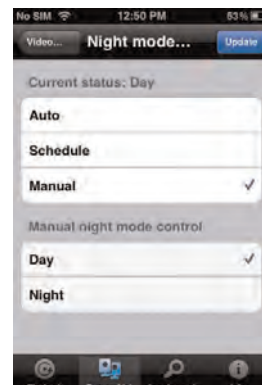 No SIM 12:50 PM 63%
Video... Night mode... Update
Current status: Day
Auto
Schedule
Manual
Manual night mode control
Day
Night